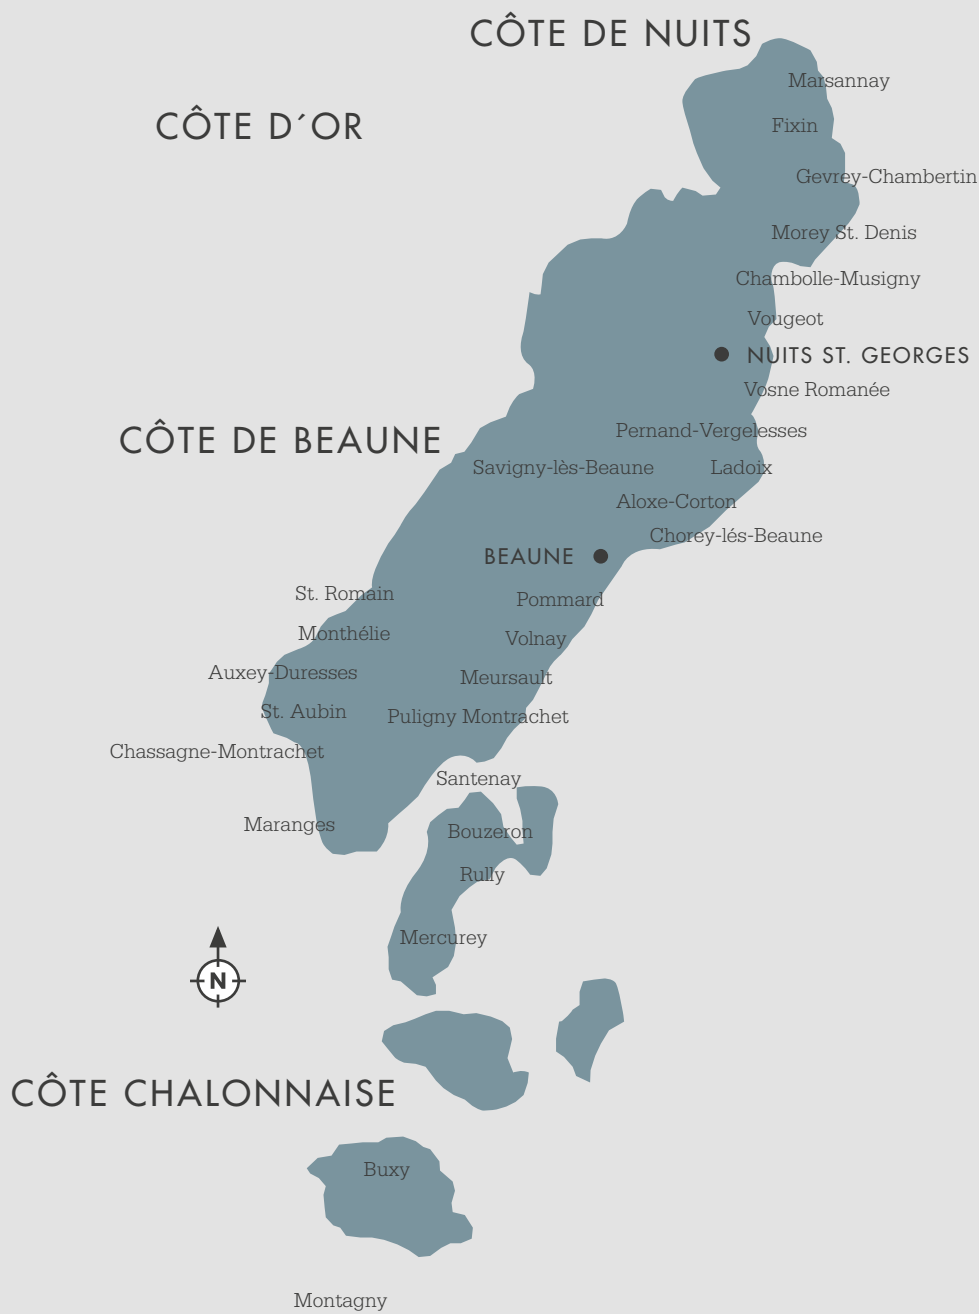 CÔTE DE NUITS
Marsannay
CÔTE D´OR
Fixin
Gevrey-Chambertin
Morey St. Denis
Chambolle-Musigny
Vougeot
NUITS ST. GEORGES
Vosne Romanée
Pernand-Vergelesses
CÔTE DE BEAUNE
Savigny-lès-Beaune
Ladoix
Aloxe-Corton
Chorey-lés-Beaune
BEAUNE
St. Romain
Pommard
Monthélie
Volnay
Auxey-Duresses
Meursault
St. Aubin
Puligny Montrachet
Chassagne-Montrachet
Santenay
Maranges
Bouzeron
Rully
Mercurey
N
CÔTE CHALONNAISE
Buxy
Montagny